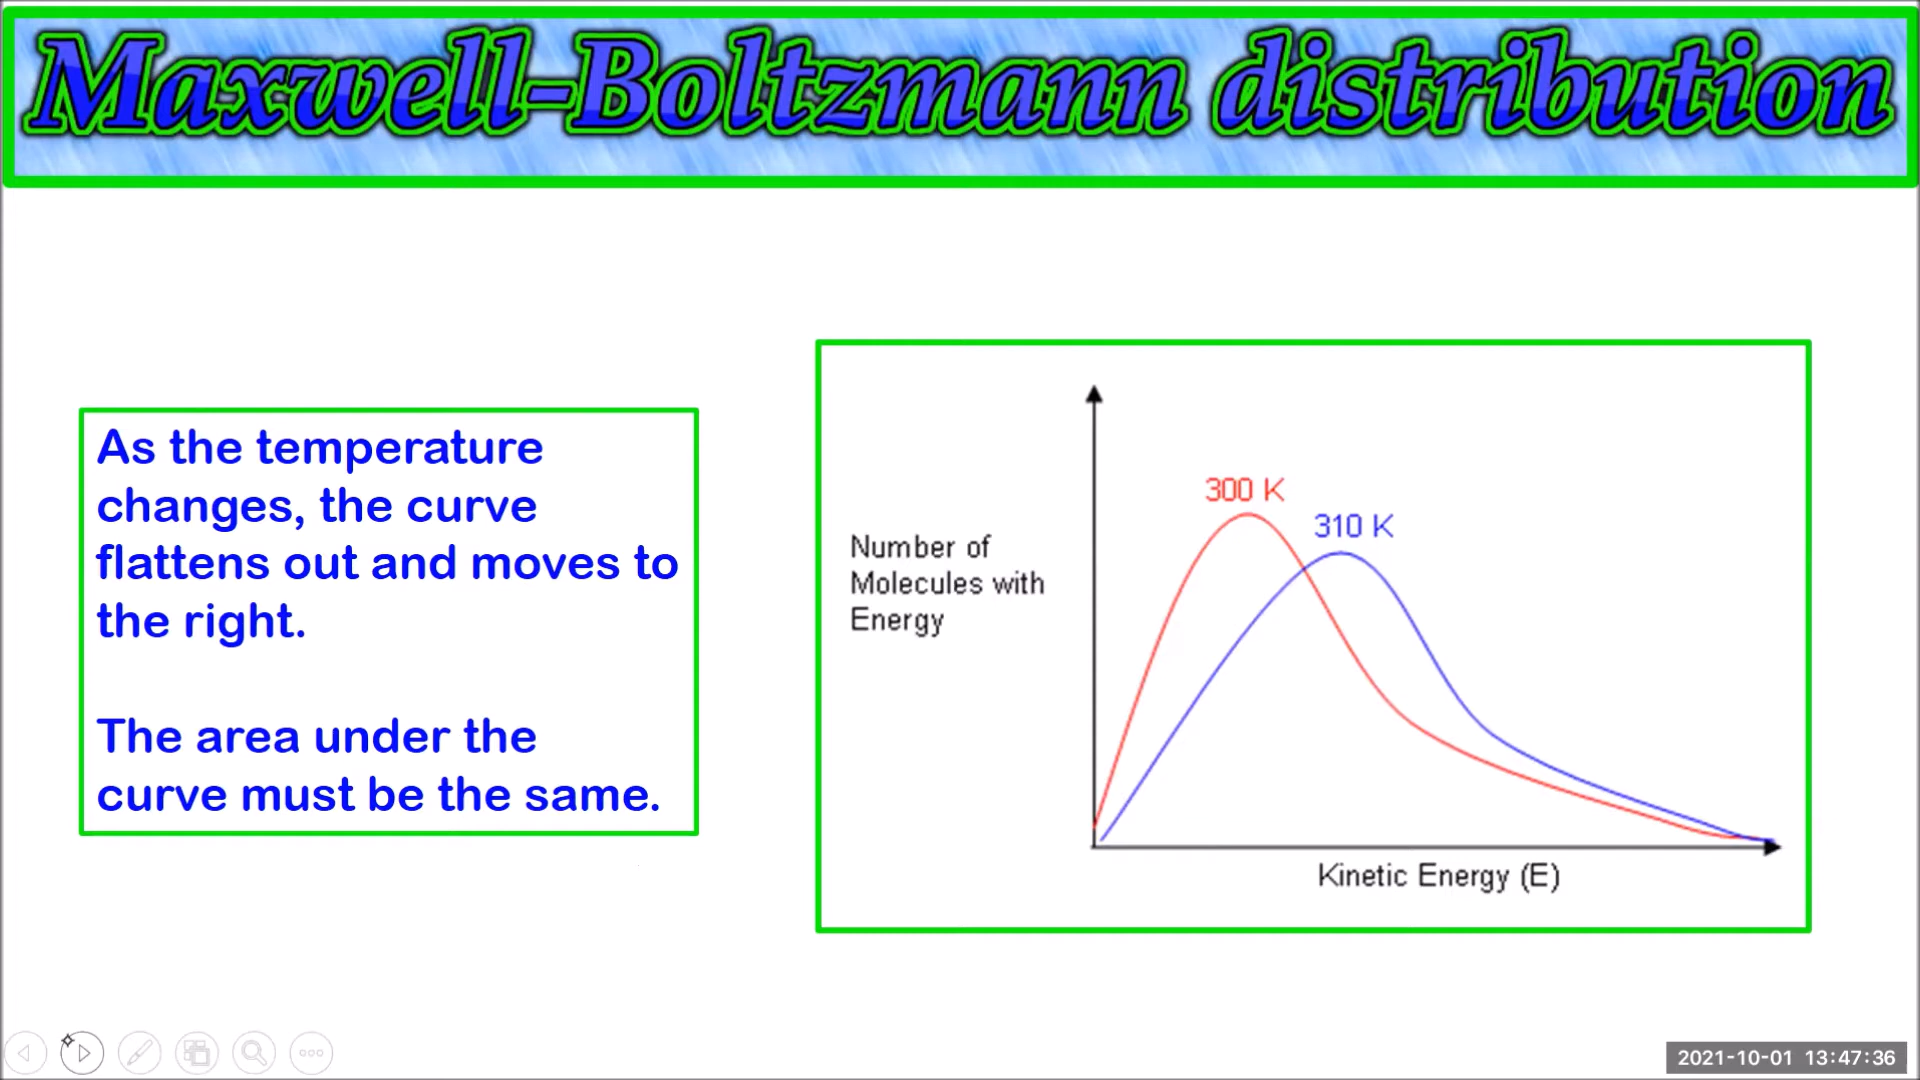 Maxwell-Boltzmann distribution
As the temperature
changes, the curve
flattens out and moves to
the right.
The area under the
curve must be the same.
Number of
Molecules with
Energy
300 K
310 K
Kinetic Energy (E)
2021-10-01 13:47:36